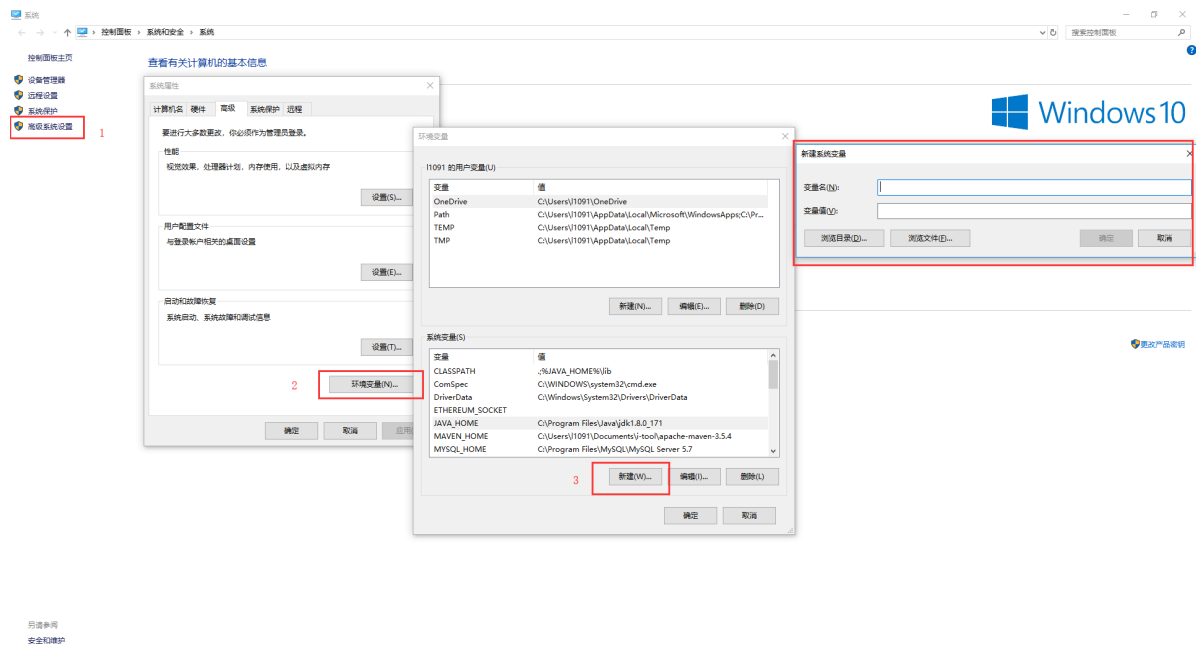 系统
控制面板 › 系统和安全 › 系统
搜索控制面板
控制面板主页
设备管理器
远程设置
系统保护
高级系统设置
1
查看有关计算机的基本信息
Windows 10
更改产品密钥
另请参阅
安全和维护
系统属性
计算机名 硬件 高级 系统保护 远程
要进行大多数更改，你必须作为管理员登录。
性能
视觉效果，处理器计划，内存使用，以及虚拟内存
设置(S)...
用户配置文件
与登录帐户相关的桌面设置
设置(E)...
启动和故障恢复
系统启动、系统故障和调试信息
设置(T)...
2
环境变量(N)...
确定 取消 应用(
环境变量
l1091 的用户变量(U)
变量 值
OneDrive C:\Users\l1091\OneDrive
Path C:\Users\l1091\AppData\Local\Microsoft\WindowsApps;C:\Pr...
TEMP C:\Users\l1091\AppData\Local\Temp
TMP C:\Users\l1091\AppData\Local\Temp
新建(N)... 编辑(E)... 删除(D)
系统变量(S)
变量 值
CLASSPATH .;%JAVA_HOME%\lib
ComSpec C:\WINDOWS\system32\cmd.exe
DriverData C:\Windows\System32\Drivers\DriverData
ETHEREUM_SOCKET
JAVA_HOME C:\Program Files\Java\jdk1.8.0_171
MAVEN_HOME C:\Users\l1091\Documents\i-tool\apache-maven-3.5.4
MYSQL_HOME C:\Program Files\MySQL\MySQL Server 5.7
3
新建(W)... 编辑(I)... 删除(L)
确定 取消
新建系统变量
变量名(N):
变量值(V):
浏览目录(D)... 浏览文件(F)... 确定 取消